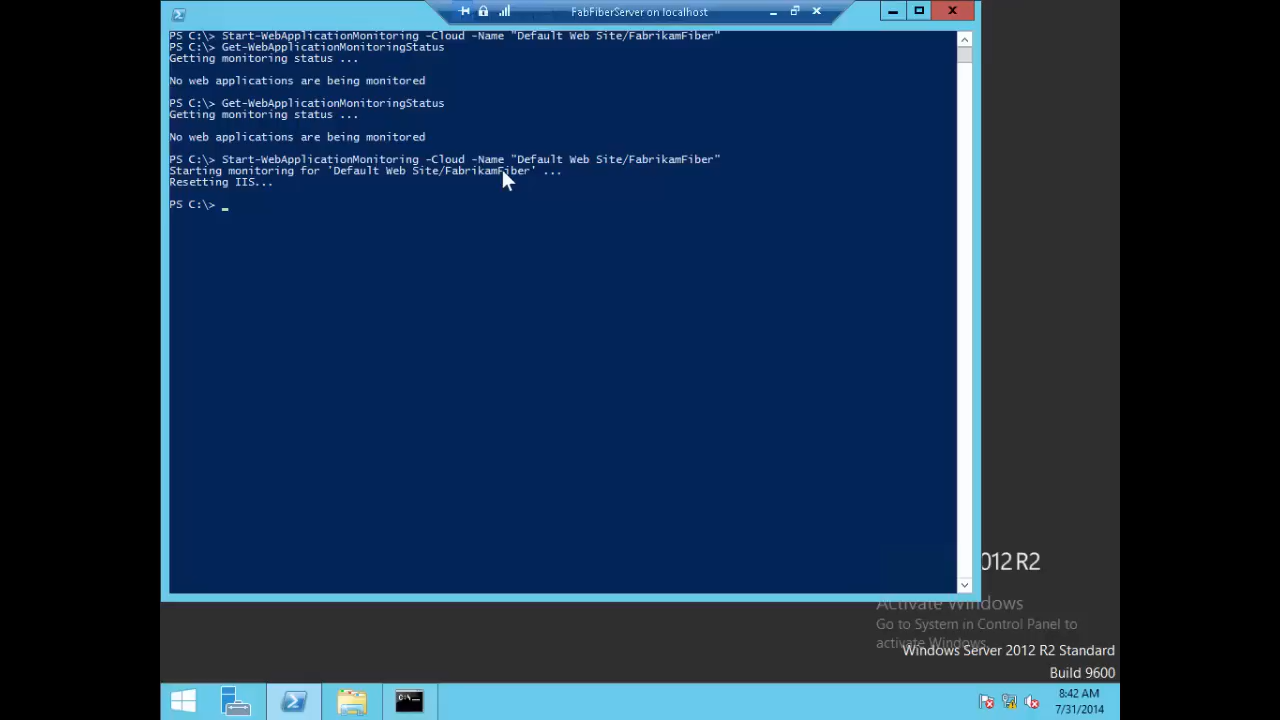 FabFiberServer on localhost
PS C:\> Start-WebApplicationMonitoring -Cloud -Name "Default Web Site/FabrikamFiber"
PS C:\> Get-WebApplicationMonitoringStatus
Getting monitoring status ...
No web applications are being monitored
PS C:\> Get-WebApplicationMonitoringStatus
Getting monitoring status ...
No web applications are being monitored
PS C:\> Start-WebApplicationMonitoring -Cloud -Name "Default Web Site/FabrikamFiber"
Starting monitoring for 'Default Web Site/FabrikamFiber' ...
Resetting IIS...
PS C:\> _
012 R2
Activate Windows
Go to System in Control Panel to
activate Windows.
Windows Server 2012 R2 Standard
Build 9600
C:\_
8:42 AM
7/31/2014